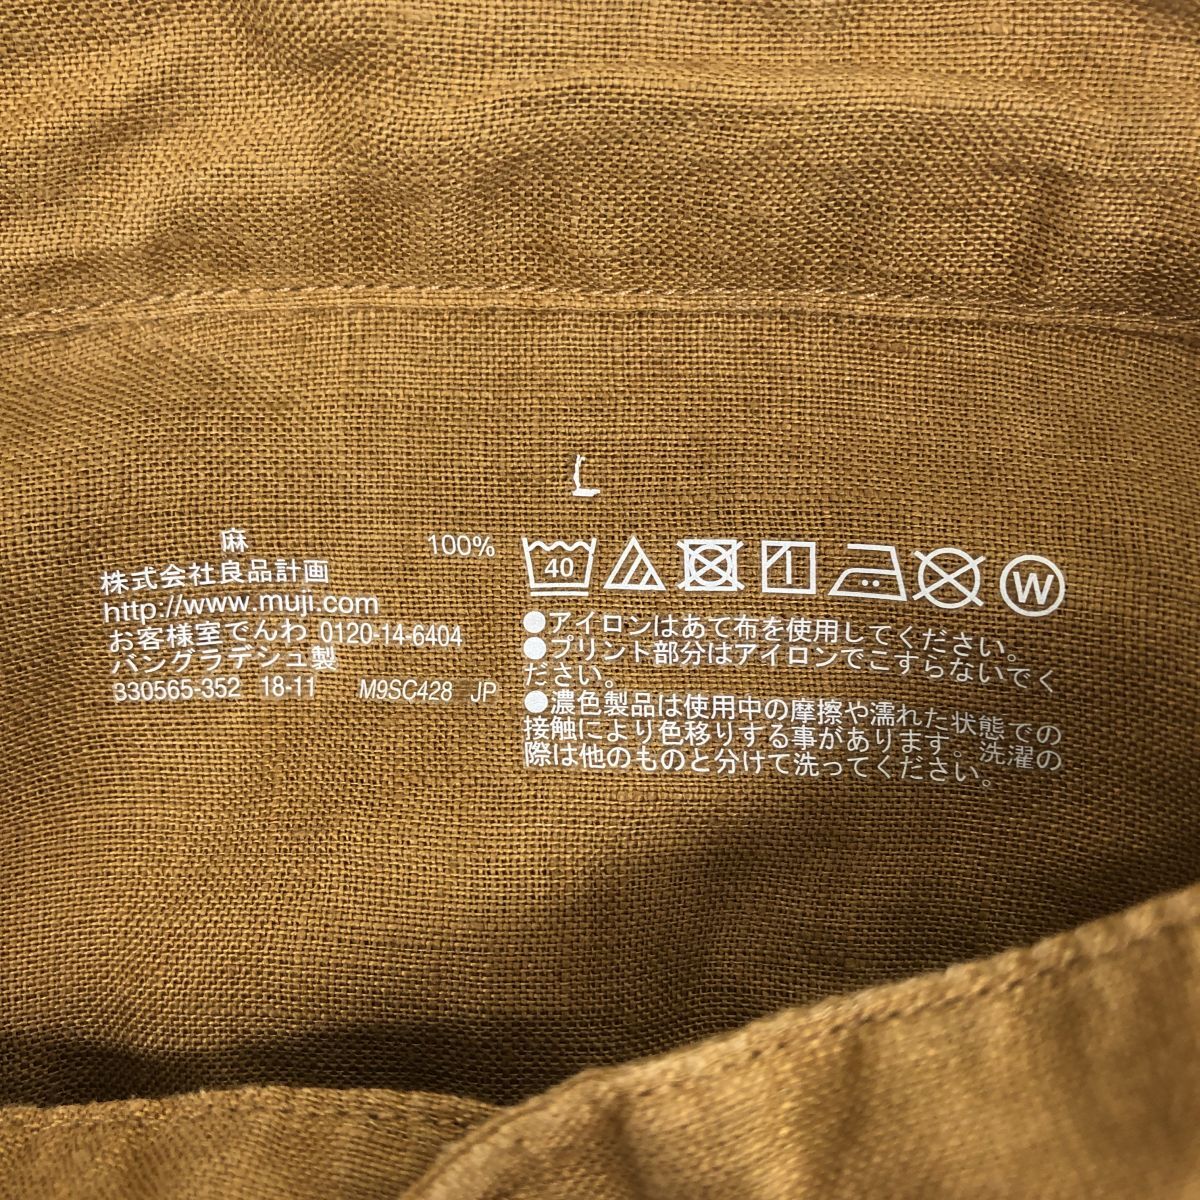 L
麻 100%
株式会社良品計画
http://www.muji.com
お客様室でんわ 0120-14-6404
バングラデシュ製
330565-352 18-11 M9SC428 JP
40
W
●アイロンはあて布を使用してください。
●プリント部分はアイロンでこすらないでく
ださい。
●濃色製品は使用中の摩擦や濡れた状態での
接触により色移りする事があります。洗濯の
際は他のものと分けて洗ってください。